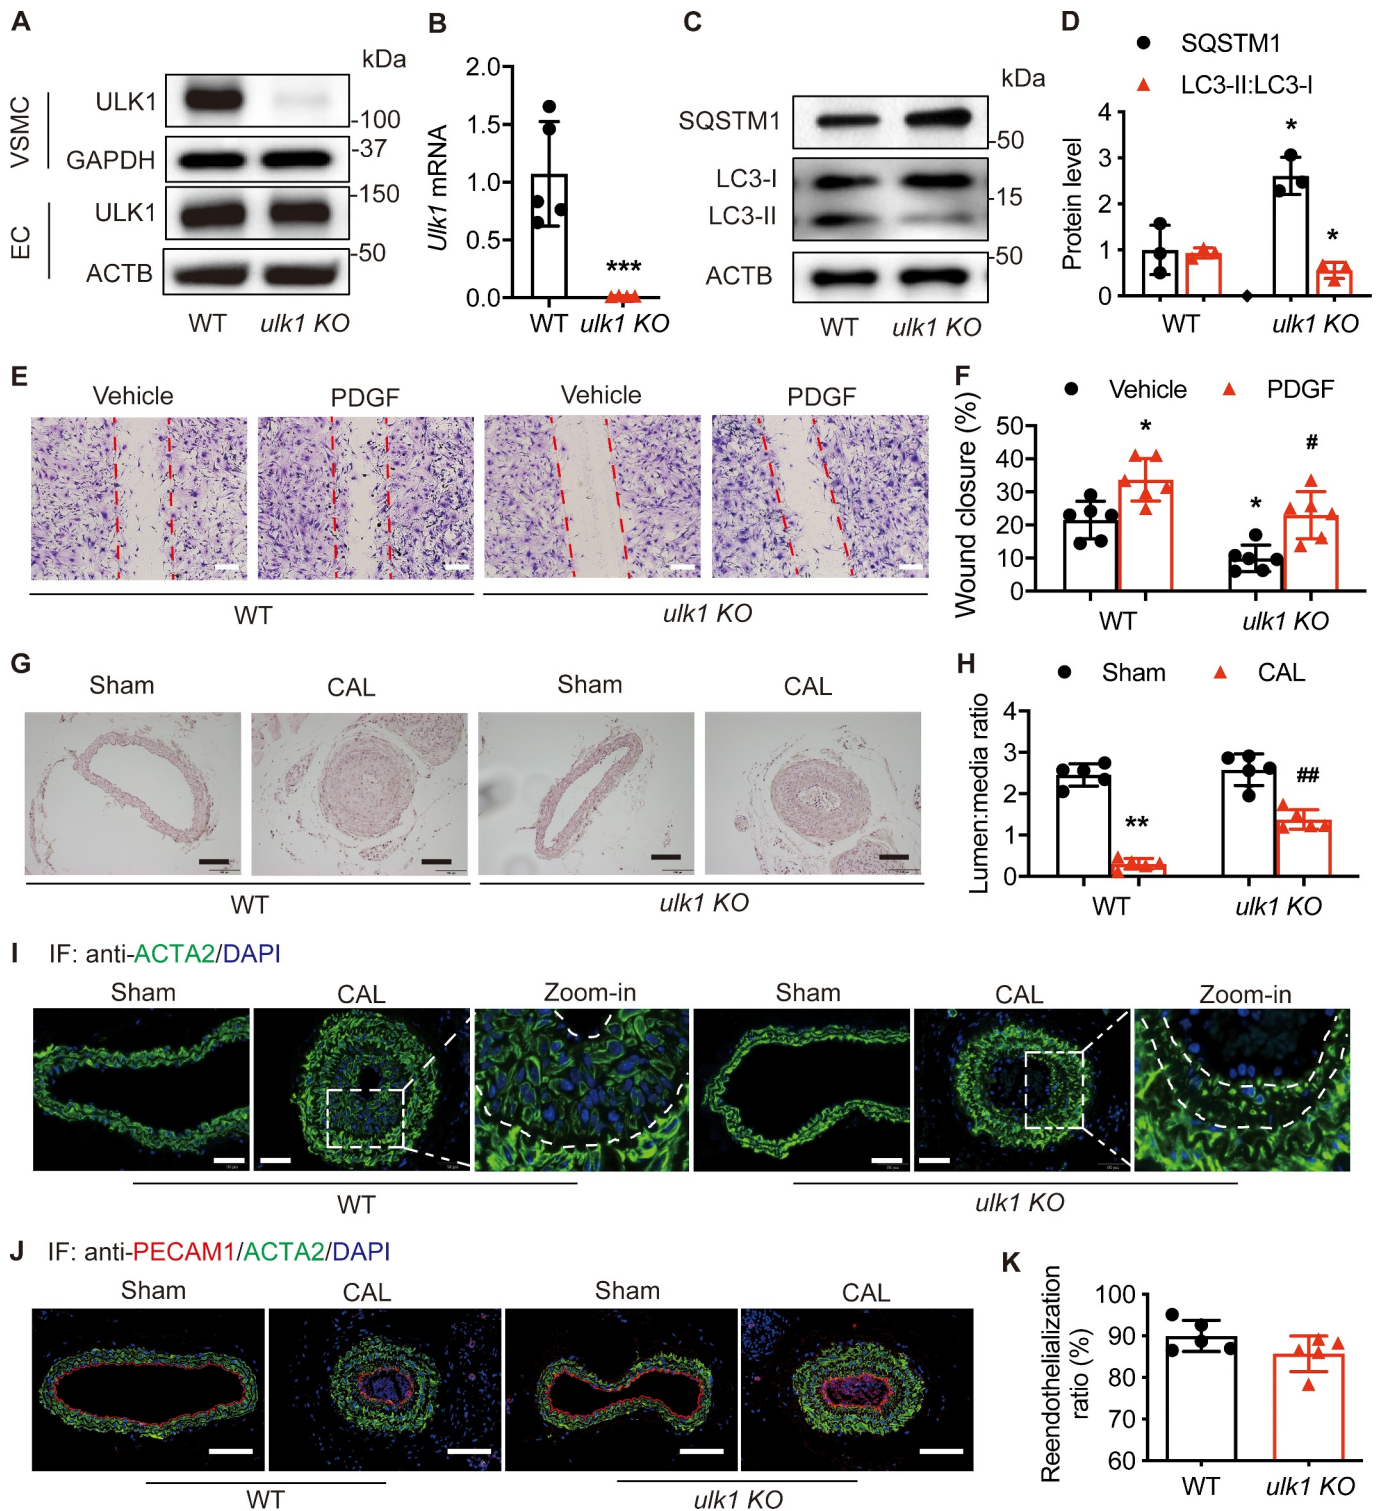 A
kDa
VSMC
ULK1
-100
GAPDH
-37
EC
-150
ULK1
-50
ACTB
WT ulk1 KO
B
Ulk1 mRNA
2.0
1.5
1.0
0.5
0.0
***
WT ulk1 KO
C
kDa
SQSTM1
-50
LC3-I
-15
LC3-II
-50
ACTB
WT ulk1 KO
D
SQSTM1
LC3-II:LC3-I
Protein level
4
3
2
1
0
*
*
WT ulk1 KO
E
Vehicle PDGF Vehicle PDGF
WT ulk1 KO
F
Vehicle PDGF
Wound closure (%)
50
40
30
20
10
0
*
*
#
WT ulk1 KO
G
Sham CAL Sham CAL
WT ulk1 KO
H
Sham CAL
Lumen:media ratio
4
3
2
1
0
**
##
WT ulk1 KO
I IF: anti-ACTA2/DAPI
Sham CAL Zoom-in Sham CAL Zoom-in
WT ulk1 KO
J IF: anti-PECAM1/ACTA2/DAPI
Sham CAL Sham CAL
WT ulk1 KO
K
Reendothelialization
ratio (%)
100
90
80
70
60
WT ulk1 KO